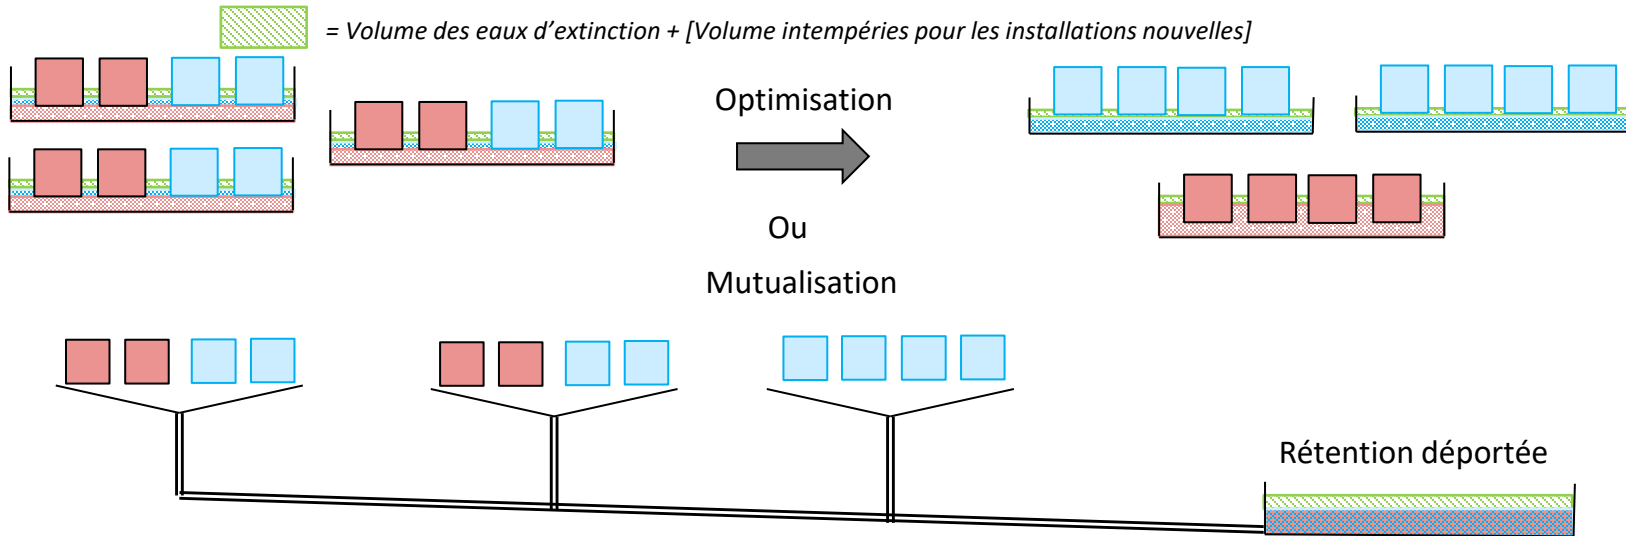 = Volume des eaux d’extinction + [Volume intempéries pour les installations nouvelles]
Optimisation
Ou
Mutualisation
Rétention déportée